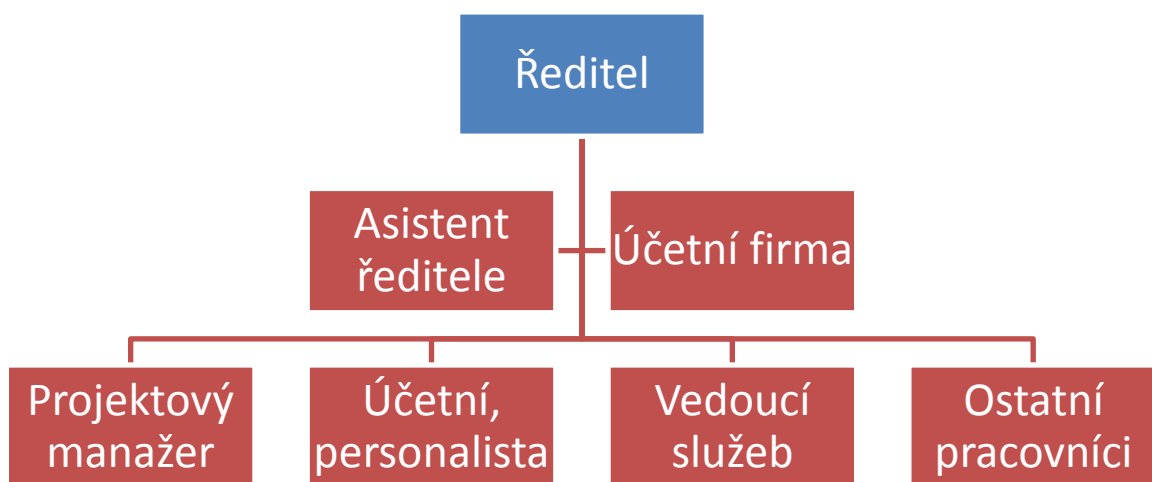 Ředitel
Asistent
ředitele
Účetní firma
Projektový
manažer
Účetní,
personalista
Vedoucí
služeb
Ostatní
pracovníci